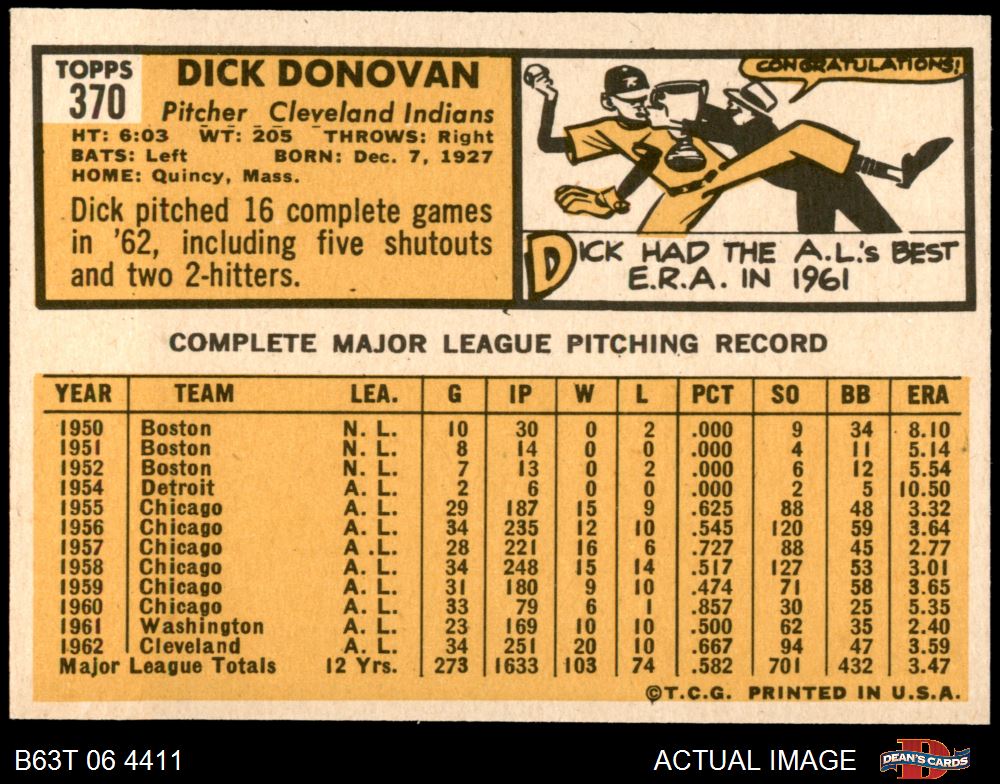 TOPPS
370
DICK DONOVAN
Pitcher Cleveland Indians
HT: 6:03 WT: 205 THROWS: Right
BATS: Left BORN: Dec. 7, 1927
HOME: Quincy, Mass.
Dick pitched 16 complete games
in '62, including five shutouts
and two 2-hitters.
CONGRATULATIONS!
DICK HAD THE A.L.'s BEST
E.R.A. IN 1961
COMPLETE MAJOR LEAGUE PITCHING RECORD
YEAR TEAM LEA. G IP W L PCT SO BB ERA
1950 Boston N. L. 10 30 0 2 .000 9 34 8.10
1951 Boston N. L. 8 14 0 0 .000 4 11 5.14
1952 Boston N. L. 7 13 0 2 .000 6 12 5.54
1954 Detroit A. L. 2 6 0 0 .000 2 5 10.50
1955 Chicago A. L. 29 187 15 9 .625 88 48 3.32
1956 Chicago A. L. 34 235 12 10 .545 120 59 3.64
1957 Chicago A .L. 28 221 16 6 .727 88 45 2.77
1958 Chicago A. L. 34 248 15 14 .517 127 53 3.01
1959 Chicago A. L. 31 180 9 10 .474 71 58 3.65
1960 Chicago A. L. 33 79 6 1 .857 30 25 5.35
1961 Washington A. L. 23 169 10 10 .500 62 35 2.40
1962 Cleveland A. L. 34 251 20 10 .667 94 47 3.59
Major League Totals 12 Yrs. 273 1633 103 74 .582 701 432 3.47
©T.C.G. PRINTED IN U.S.A.
B63T 06 4411 ACTUAL IMAGE DEAN'S CARDS